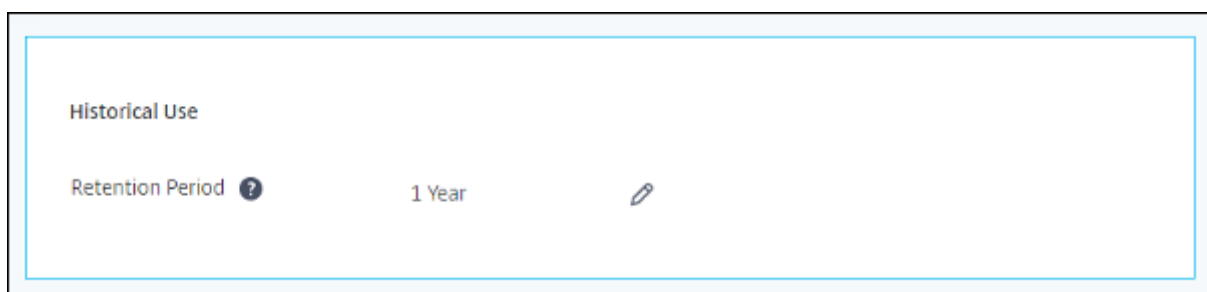 Historical Use
Retention Period ? 1 Year